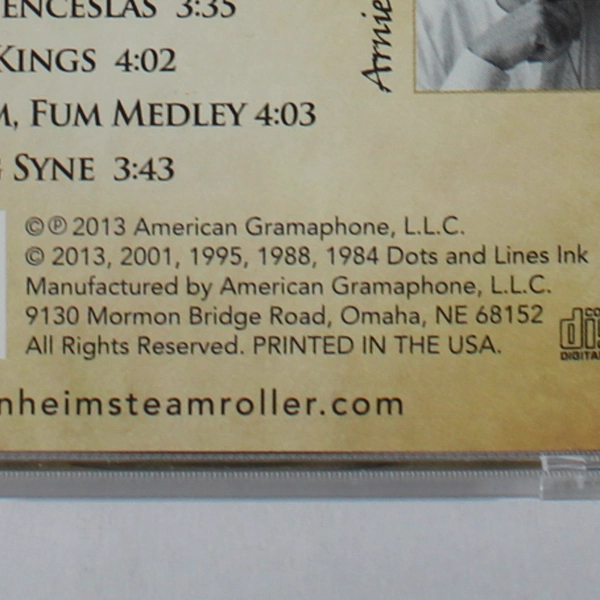 ENCESLAS 3:35
KINGS 4:02
M, FUM MEDLEY 4:03
G SYNE 3:43
Arnie
©℗ 2013 American Gramaphone, L.L.C.
© 2013, 2001, 1995, 1988, 1984 Dots and Lines Ink
Manufactured by American Gramaphone, L.L.C.
9130 Mormon Bridge Road, Omaha, NE 68152
All Rights Reserved. PRINTED IN THE USA.
nheimsteamroller.com